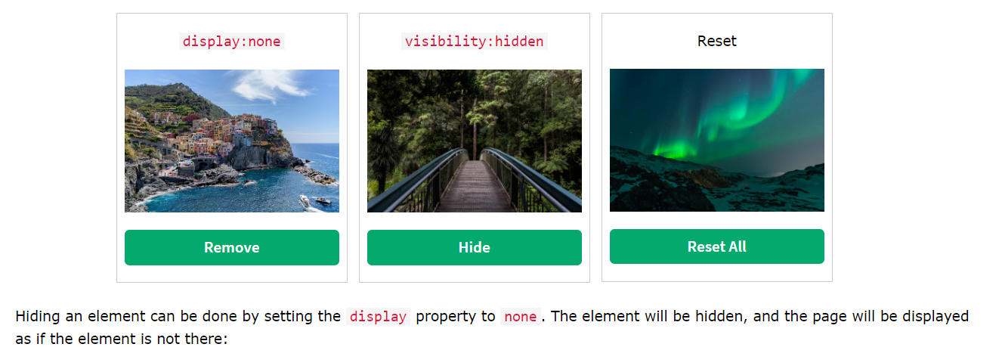 display:none
visibility:hidden
Reset
Remove
Hide
Reset All
Hiding an element can be done by setting the display property to none. The element will be hidden, and the page will be displayed
as if the element is not there: